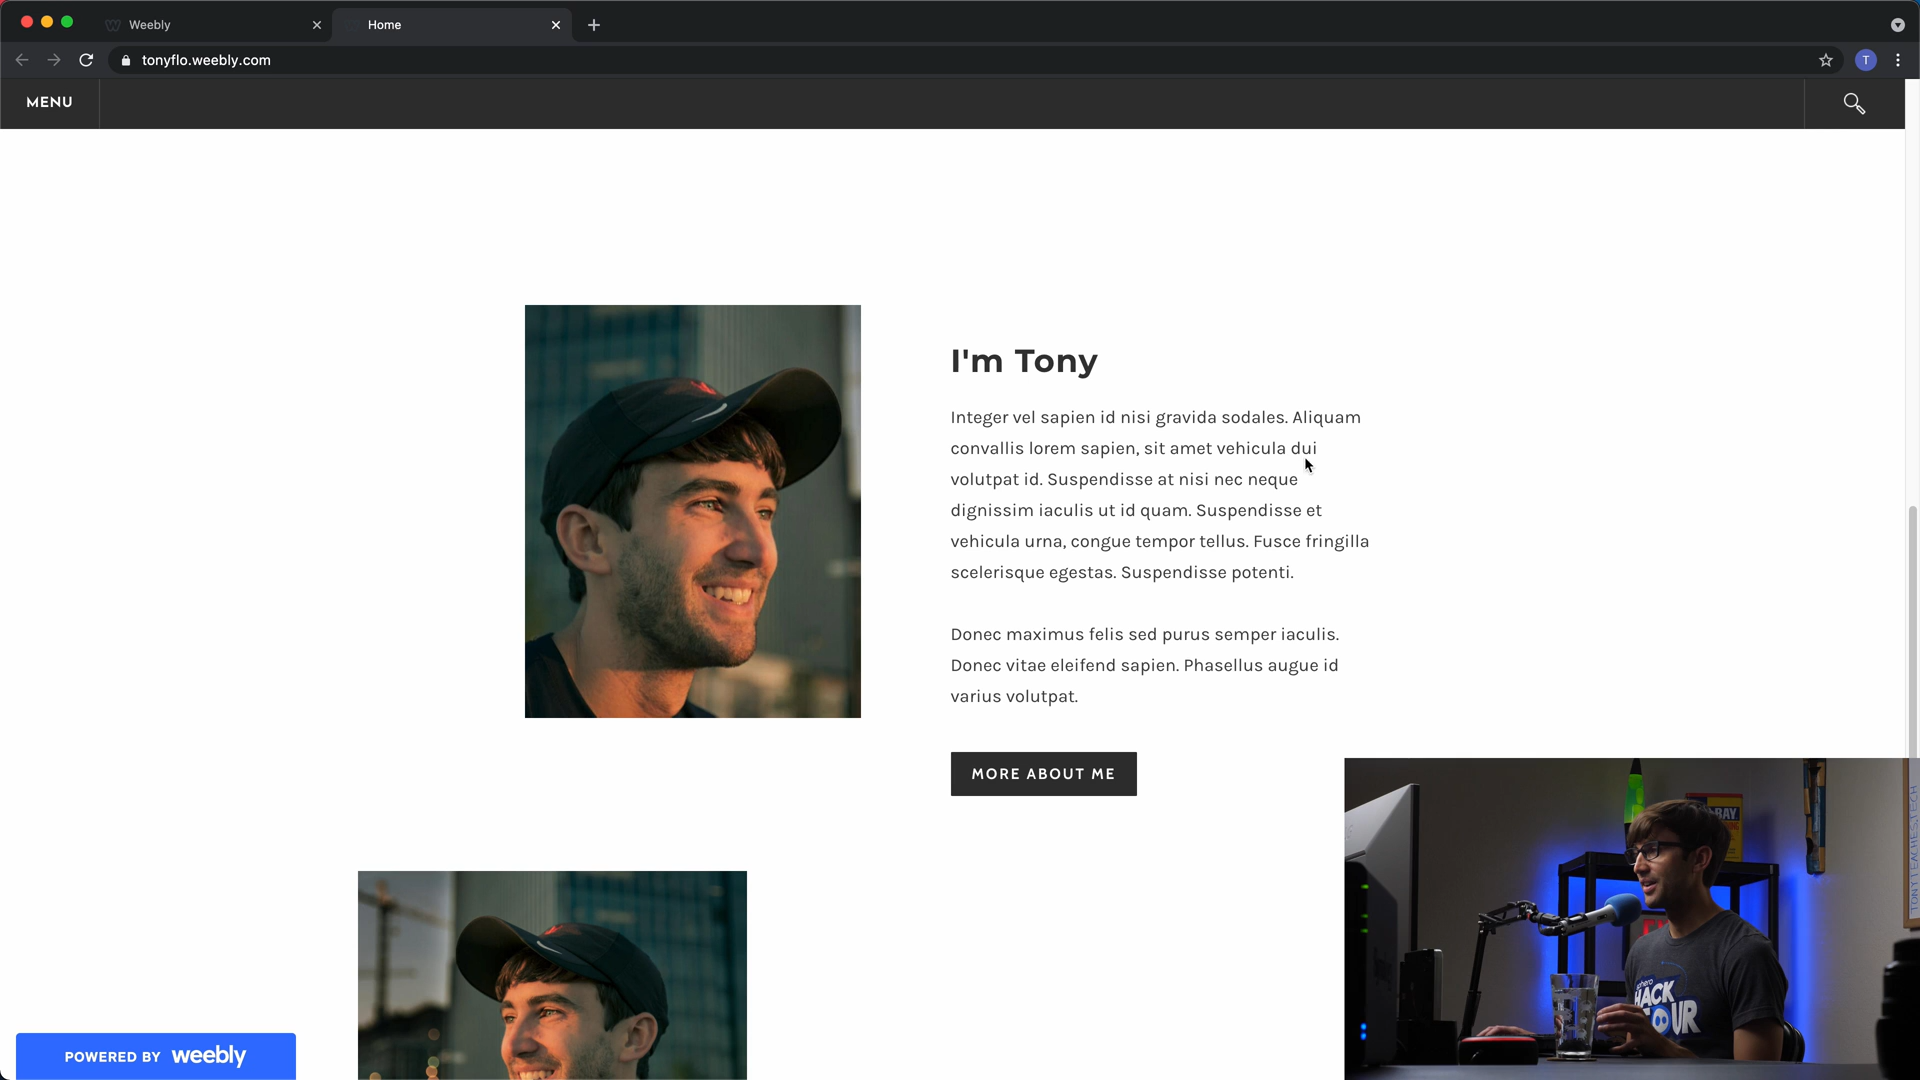 Weebly
Home
tonyflo.weebly.com
T
MENU
I'm Tony
Integer vel sapien id nisi gravida sodales. Aliquam
convallis lorem sapien, sit amet vehicula dui
volutpat id. Suspendisse at nisi nec neque
dignissim iaculis ut id quam. Suspendisse et
vehicula urna, congue tempor tellus. Fusce fringilla
scelerisque egestas. Suspendisse potenti.
Donec maximus felis sed purus semper iaculis.
Donec vitae eleifend sapien. Phasellus augue id
varius volutpat.
MORE ABOUT ME
TONYTEACHES.TECH
HACK
POWERED BY weebly